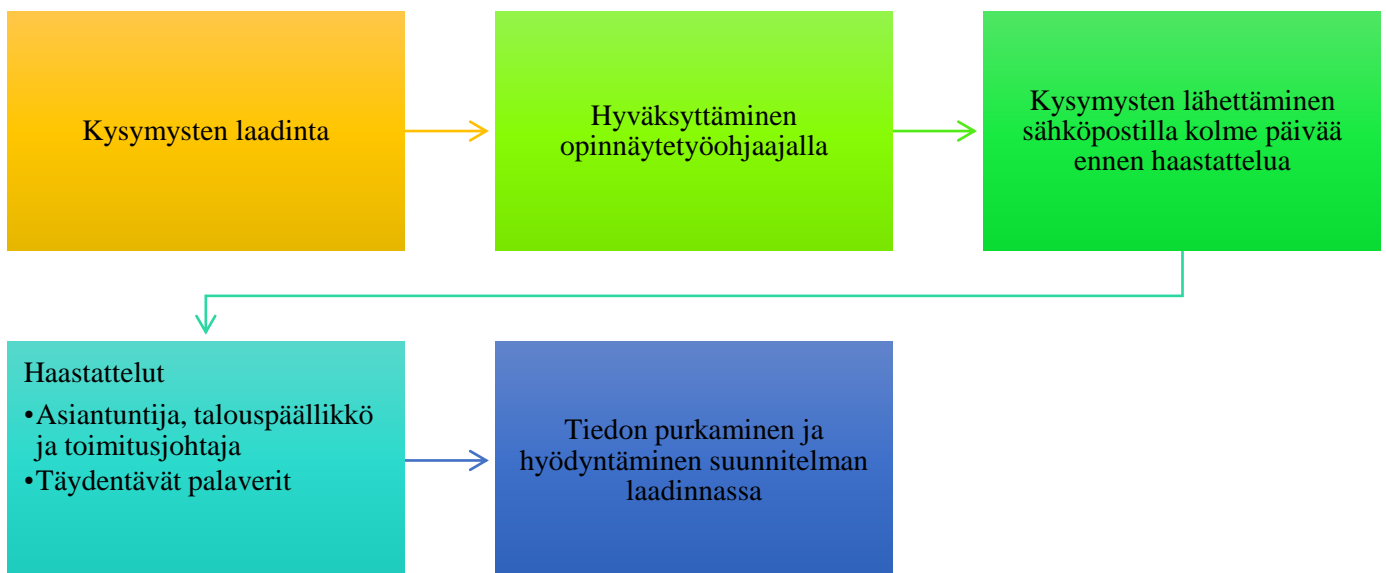 Kysymysten laadinta
Hyväksyttäminen
opinnäytetyöohjaajalla
Kysymysten lähettäminen
sähköpostilla kolme päivää
ennen haastattelua
Haastattelut
•Asiantuntija, talouspäällikkö
ja toimitusjohtaja
•Täydentävät palaverit
Tiedon purkaminen ja
hyödyntäminen suunnitelman
laadinnassa